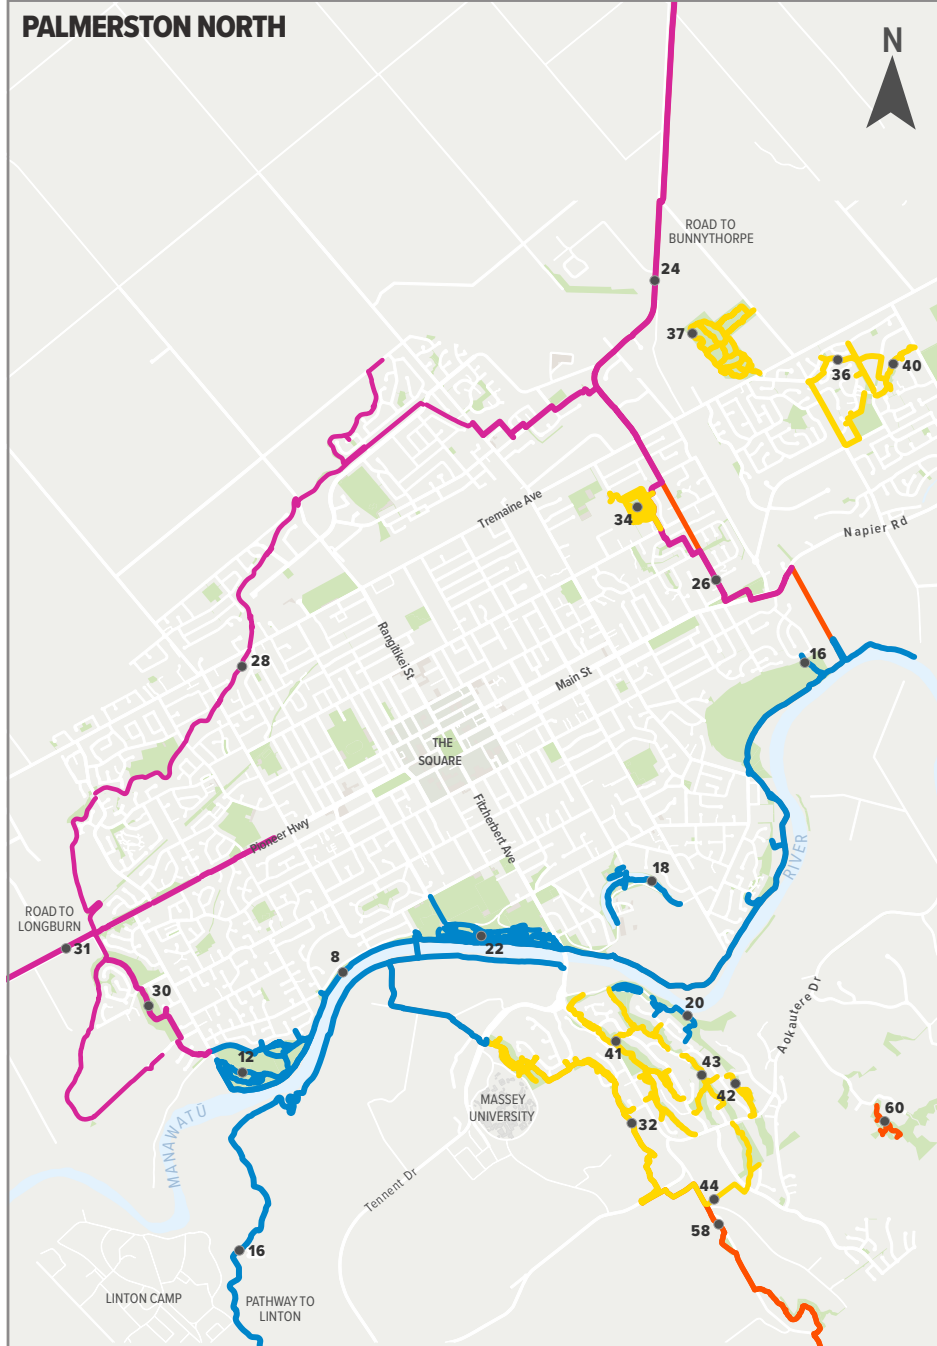 PALMERSTON NORTH
N
ROAD TO
BUNNYTHORPE
24
37
36
40
Tremaine Ave
34
Napier Rd
26
28
Rangitikei St
16
Main St
THE
SQUARE
Fitzherbert Ave
Pioneer Hwy
RIVER
18
ROAD TO
LONGBURN
31
22
8
30
20
Aokautere Dr
41
12
43
42
MASSEY
UNIVERSITY
MANAWATŪ
32
60
Tennent Dr
44
58
16
LINTON CAMP
PATHWAY TO
LINTON